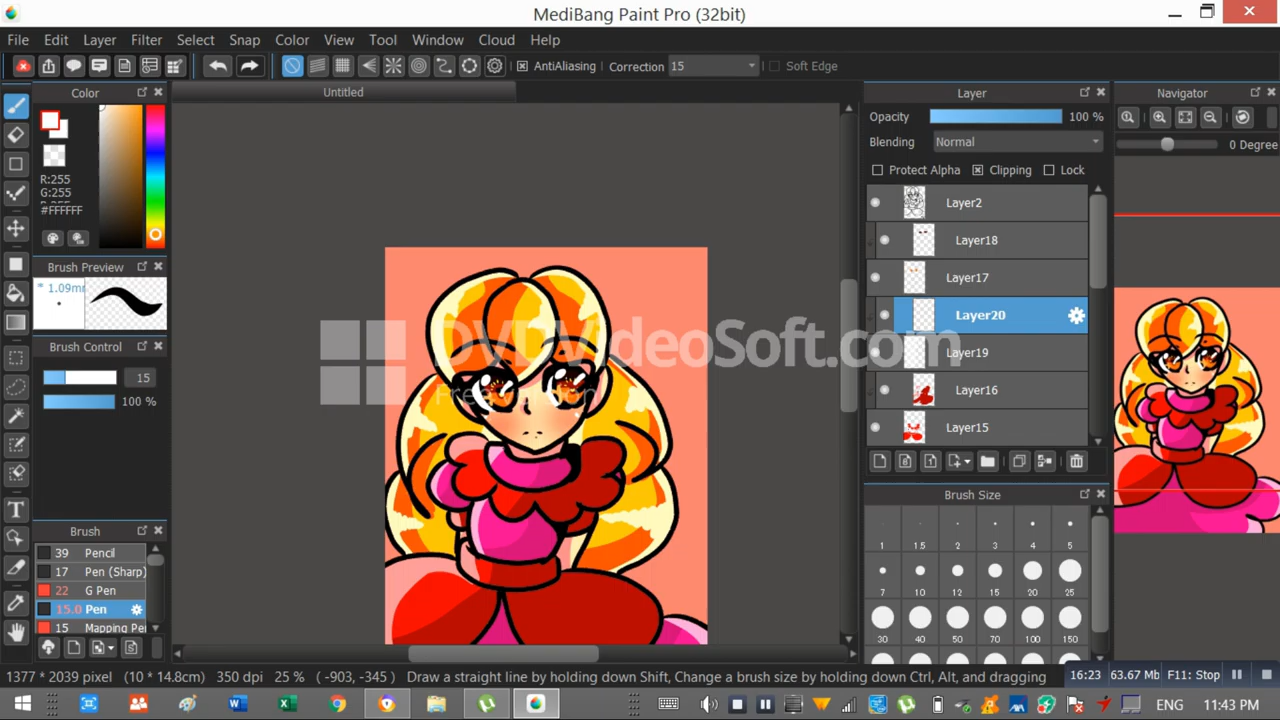 MediBang Paint Pro (32bit)
File Edit Layer Filter Select Snap Color View Tool Window Cloud Help
AntiAliasing Correction 15 Soft Edge
Color
Untitled
Layer
Navigator
Opacity 100 %
0 Degree
Blending Normal
Protect Alpha Clipping Lock
R:255
G:255
#FFFFFF
Layer2
Layer18
Brush Preview
Layer17
* 1.09m
Layer20
DVDVideoSoft.com
Free version
Brush Control
Layer19
15
Layer16
100 %
Layer15
Brush Size
1 1.5 2 3 4 5
Brush
39 Pencil
17 Pen (Sharp)
7 10 12 15 20 25
22 G Pen
15.0 Pen
15 Mapping Pen
30 40 50 70 100 150
1377 * 2039 pixel (10 * 14.8cm) 350 dpi 25 % (-903, -345) Draw a straight line by holding down Shift, Change a brush size by holding down Ctrl, Alt, and dragging
16:23 63.67 Mb F11: Stop
ENG 11:43 PM